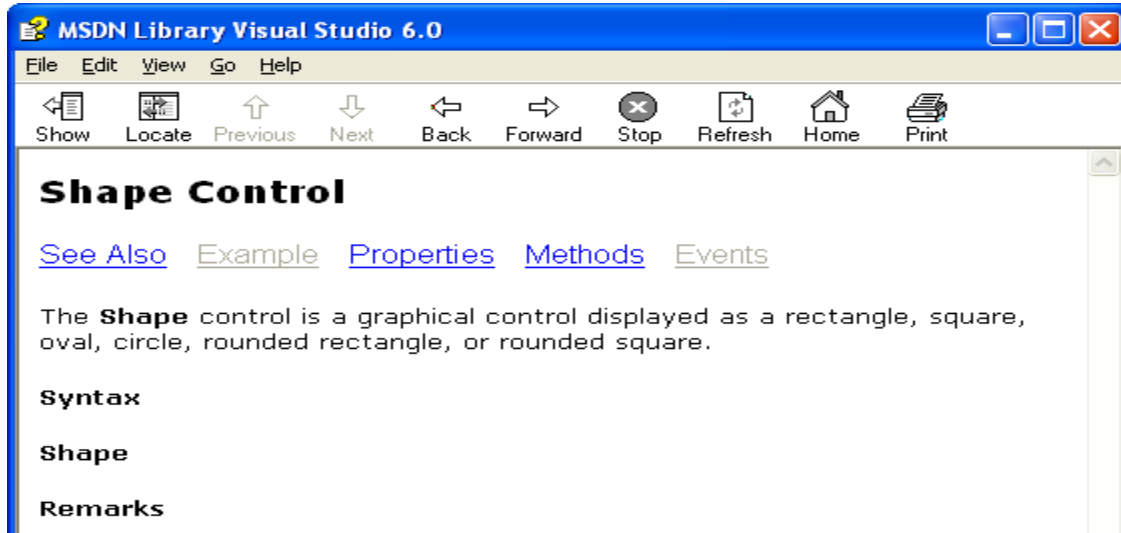 MSDN Library Visual Studio 6.0
File Edit View Go Help
Show Locate Previous Next Back Forward Stop Refresh Home Print
Shape Control
See Also Example Properties Methods Events
The Shape control is a graphical control displayed as a rectangle, square,
oval, circle, rounded rectangle, or rounded square.
Syntax
Shape
Remarks